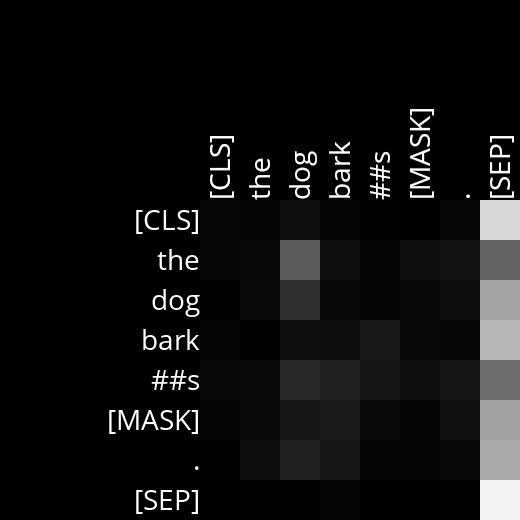 [CLS] the dog bark ##s [MASK] . [SEP]
[CLS]
the
dog
bark
##s
[MASK]
.
[SEP]